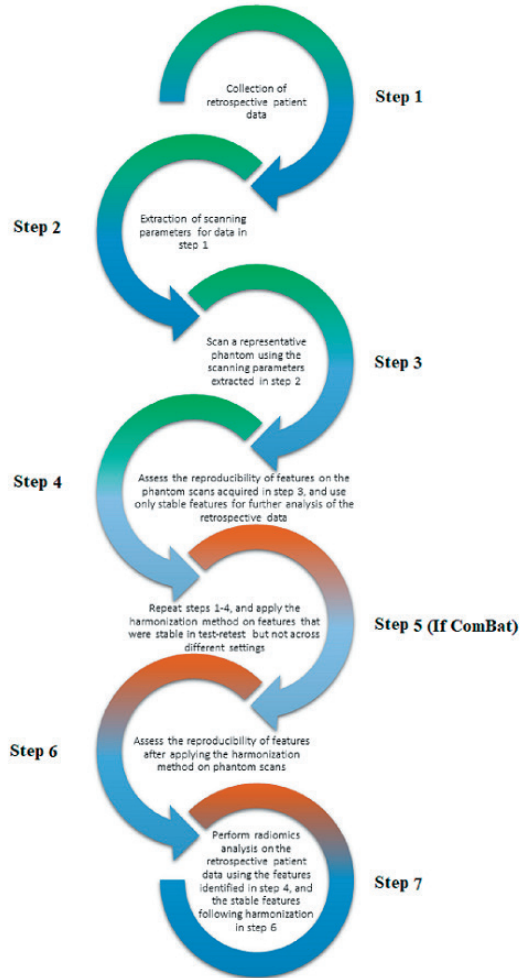 Step 1
Collection of
retrospective patient
data
Step 2
Extraction of scanning
parameters for data in
step 1
Step 3
Scan a representative
phantom using the
scanning parameters
extracted in step 2
Step 4
Assess the reproducibility of features on the
phantom scans acquired in step 3, and use
only stable features for further analysis of the
retrospective data
Step 5 (If ComBat)
Repeat steps 1-4, and apply the
harmonization method on features that
were stable in test-retest but not across
different settings
Step 6
Assess the reproducibility of features
after applying the harmonization
method on phantom scans
Step 7
Perform radiomics
analysis on the
retrospective patient
data using the features
identified in step 4, and
the stable features
following harmonization
in step 6